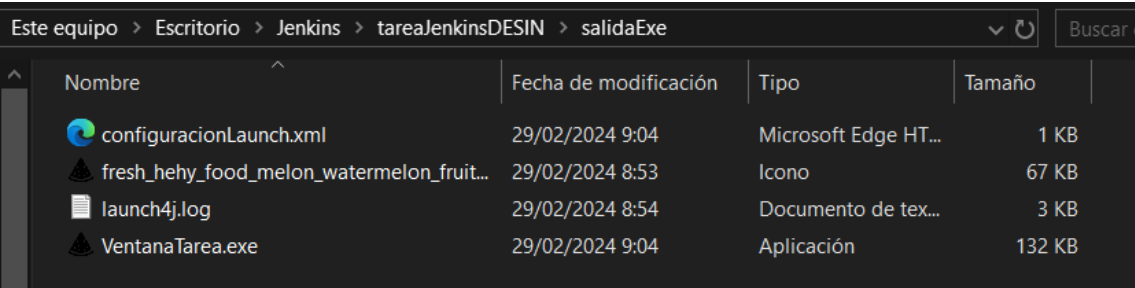 Este equipo > Escritorio > Jenkins > tareaJenkinsDESIN > salidaExe Buscar
Nombre Fecha de modificación Tipo Tamaño
configuracionLaunch.xml 29/02/2024 9:04 Microsoft Edge HT... 1 KB
fresh_hehy_food_melon_watermelon_fruit... 29/02/2024 8:53 Icono 67 KB
launch4j.log 29/02/2024 8:54 Documento de tex... 3 KB
VentanaTarea.exe 29/02/2024 9:04 Aplicación 132 KB